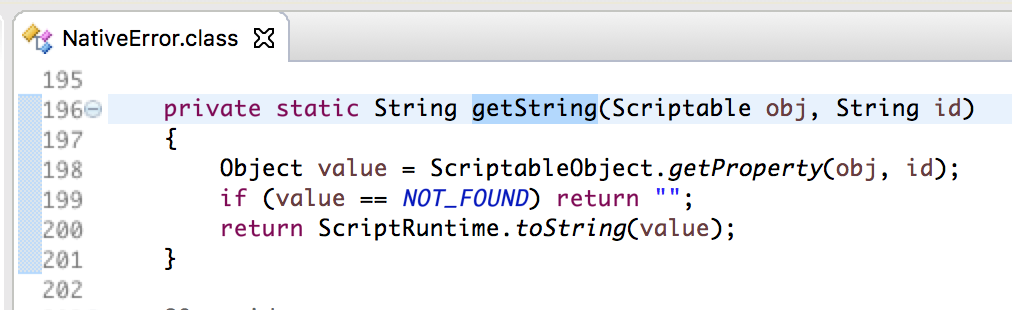 NativeError.class
195
196 private static String getString(Scriptable obj, String id)
197 {
198 Object value = ScriptableObject.getProperty(obj, id);
199 if (value == NOT_FOUND) return "";
200 return ScriptRuntime.toString(value);
201 }
202